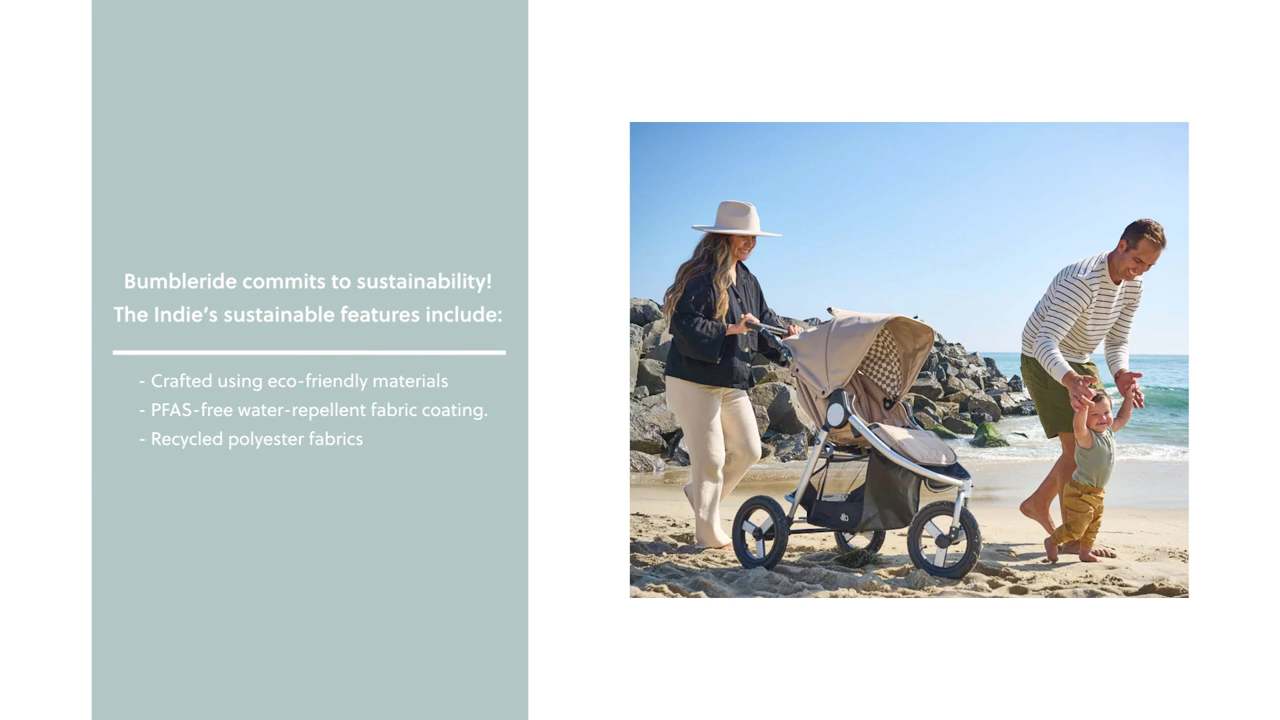 Bumbleride commits to sustainability!
The Indie's sustainable features include:
- Crafted using eco-friendly materials
- PFAS-free water-repellent fabric coating.
- Recycled polyester fabrics